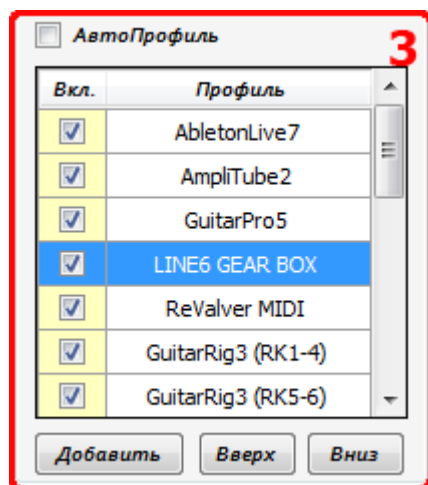 АвтоПрофиль
3
Вкл. Профиль
AbletonLive7
AmpliTube2
GuitarPro5
LINE6 GEAR BOX
ReValver MIDI
GuitarRig3 (RK1-4)
GuitarRig3 (RK5-6)
Добавить Вверх Вниз